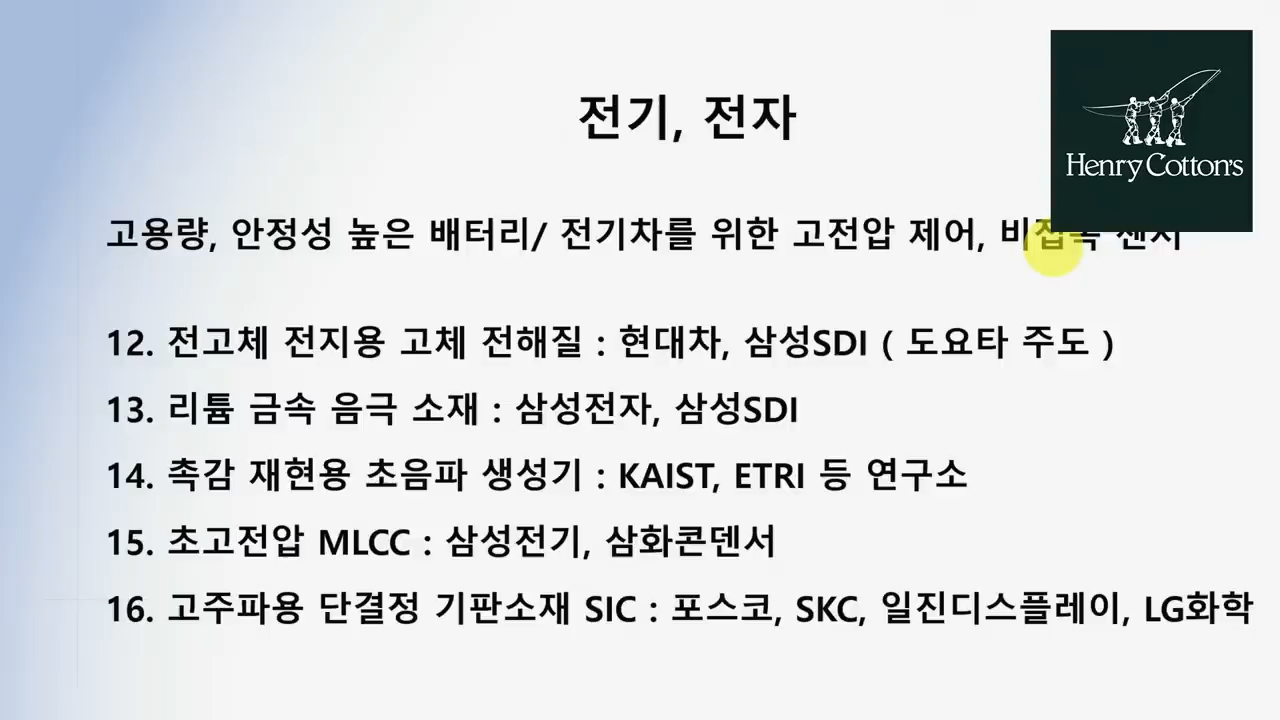 전기, 전자
Henry Cotton's
고용량, 안정성 높은 배터리/ 전기차를 위한 고전압 제어,
12. 전고체 전지용 고체 전해질 : 현대차, 삼성SDI ( 도요타 주도 )
13. 리튬 금속 음극 소재 : 삼성전자, 삼성SDI
14. 촉감 재현용 초음파 생성기 : KAIST, ETRI 등 연구소
15. 초고전압 MLCC : 삼성전기, 삼화콘덴서
16. 고주파용 단결정 기판소재 SIC : 포스코, SKC, 일진디스플레이, LG화학